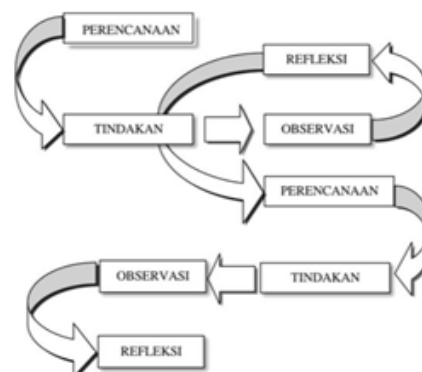 PERENCANAAN
REFLEKSI
TINDAKAN
OBSERVASI
PERENCANAAN
OBSERVASI
TINDAKAN
REFLEKSI